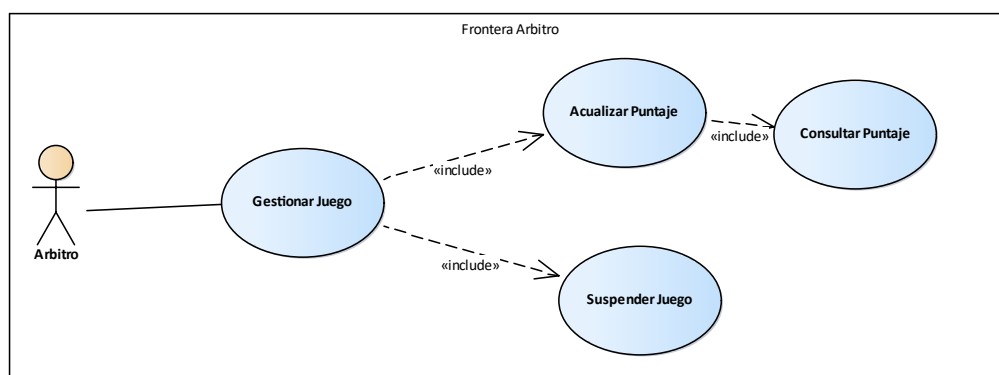 Frontera Arbitro
Acualizar Puntaje
Consultar Puntaje
«include»
«include»
Gestionar Juego
Arbitro
«include»
Suspender Juego